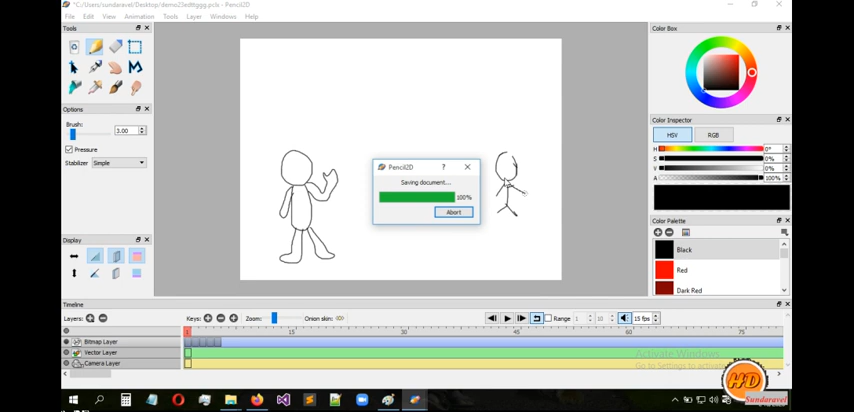 *C:/Users/sundaravel/Desktop/demo23edttggg.pclx - Pencil2D
File Edit View Animation Tools Layer Windows Help
Tools
Options
Brush:
3.00
Pressure
Stabilizer Simple
Display
Pencil2D
Saving document....
100%
Abort
Color Box
Color Inspector
HSV RGB
H 0°
S 0%
V 0%
A 100%
Color Palette
Black
Red
Dark Red
Timeline
Layers: Keys: Zoom: Onion skin: Range 1 10 15 fps
1 15 30 45 60 75
Bitmap Layer
Vector Layer
Camera Layer
Activate Windows
Go to Settings to activate
HD
Sundaravel